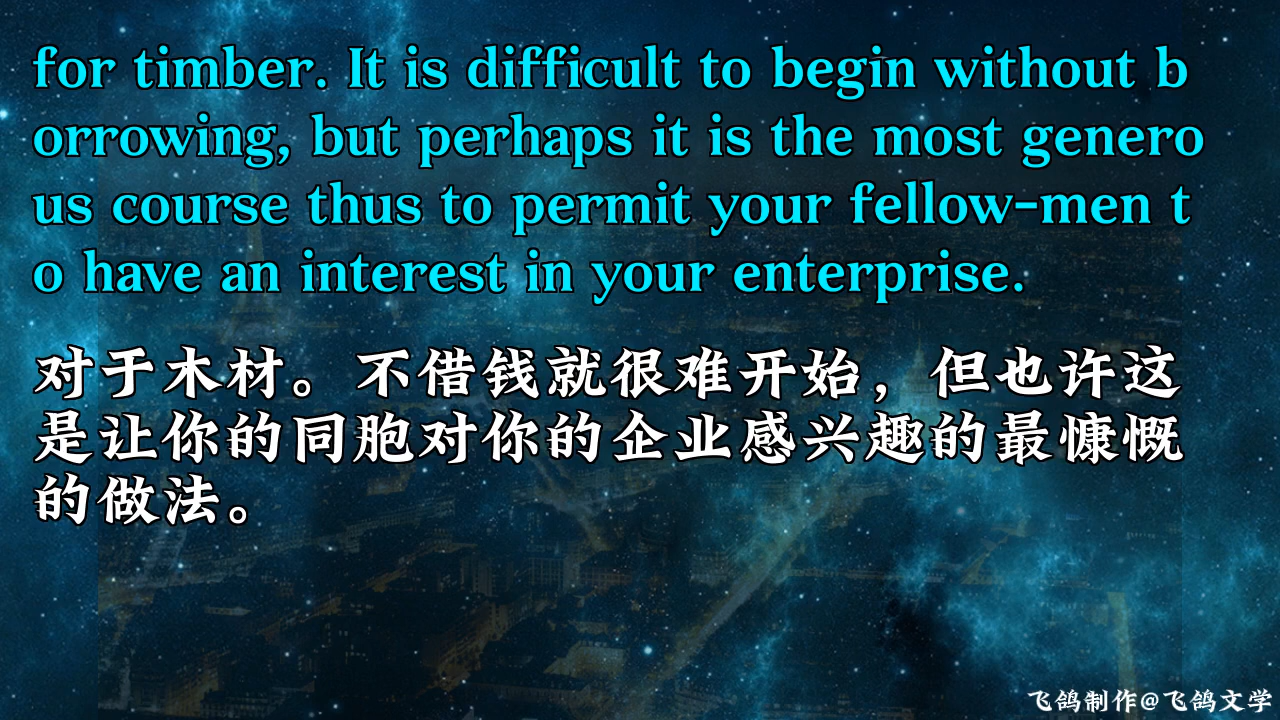 for timber. It is difficult to begin without b
orrowing, but perhaps it is the most genero
us course thus to permit your fellow-men t
o have an interest in your enterprise.
对于木材。不借钱就很难开始，但也许这
是让你的同胞对你的企业感兴趣的最慷慨
的做法。
飞鸽制作@飞鸽文学